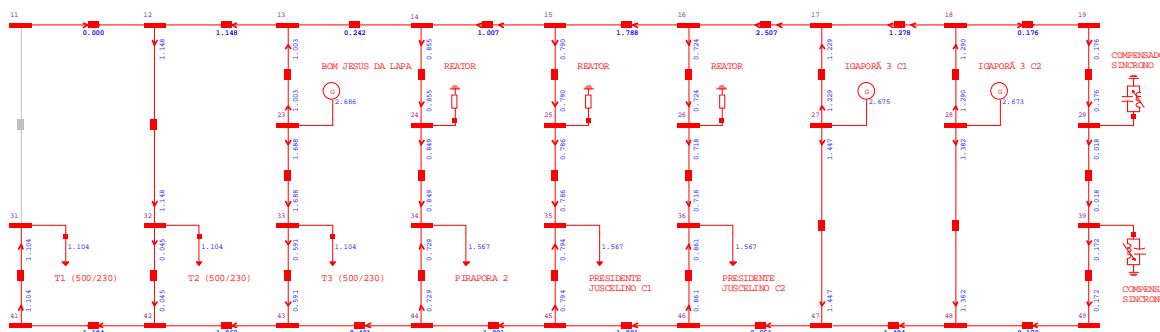 11 12 13 14 15 16 17 18 19
0.000 1.148 0.242 1.007 1.788 2.507 1.278 0.176
1.148 1.003 0.858 0.790 0.724 1.229 1.290 0.176
BOM JESUS DA LAPA REATOR REATOR REATOR IGAPORÃ 3 C1 IGAPORÃ 3 C2 COMPENSADO
SINCRONO
G G G
2.686 2.675 2.673
1.003 0.855 0.790 0.724 1.229 1.290 0.176
23 24 25 26 27 28 29
1.688 0.849 0.786 0.718 1.447 1.382 0.018
1.148 1.688 0.849 0.786 0.718 0.018
31 32 33 34 35 36 39
1.104 1.104 1.104 1.567 1.567 1.567
1.104 0.045 0.591 0.729 0.794 0.861 0.172
T1 (500/230) T2 (500/230) T3 (500/230) PIRAPORA 2 PRESIDENTE
JUSCELINO C1 PRESIDENTE
JUSCELINO C2 COMPENS
SINCRON
1.104 0.045 0.591 0.729 0.794 0.861 1.447 1.382 0.172
41 42 43 44 45 46 47 48 49